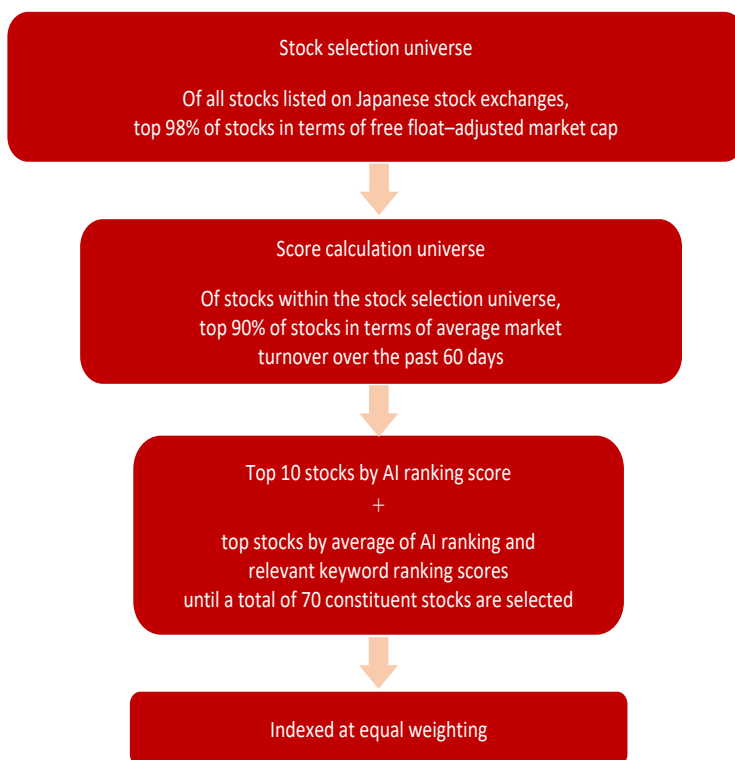 Stock selection universe
Of all stocks listed on Japanese stock exchanges,
top 98% of stocks in terms of free float–adjusted market cap
Score calculation universe
Of stocks within the stock selection universe,
top 90% of stocks in terms of average market
turnover over the past 60 days
Top 10 stocks by AI ranking score
+
top stocks by average of AI ranking and
relevant keyword ranking scores
until a total of 70 constituent stocks are selected
Indexed at equal weighting